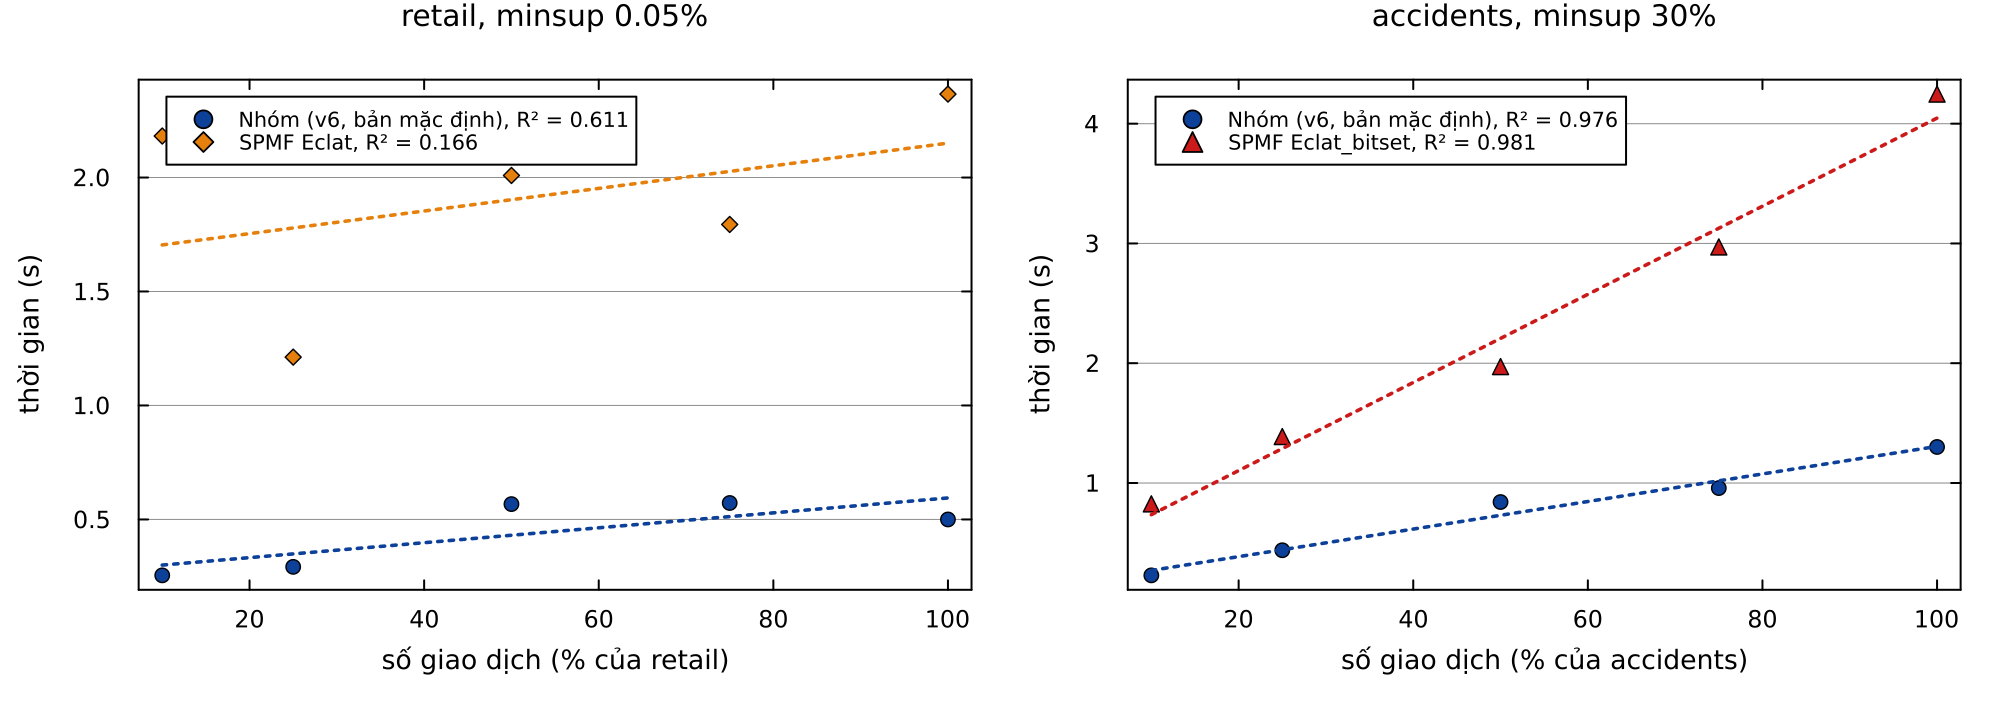 retail, minsup 0.05%
Nhóm (v6, bản mặc định), R² = 0.611
SPMF Eclat, R² = 0.166
2.0
1.5
1.0
0.5
thời gian (s)
20
40
60
80
100
số giao dịch (% của retail)
accidents, minsup 30%
Nhóm (v6, bản mặc định), R² = 0.976
SPMF Eclat_bitset, R² = 0.981
4
3
2
1
thời gian (s)
20
40
60
80
100
số giao dịch (% của accidents)